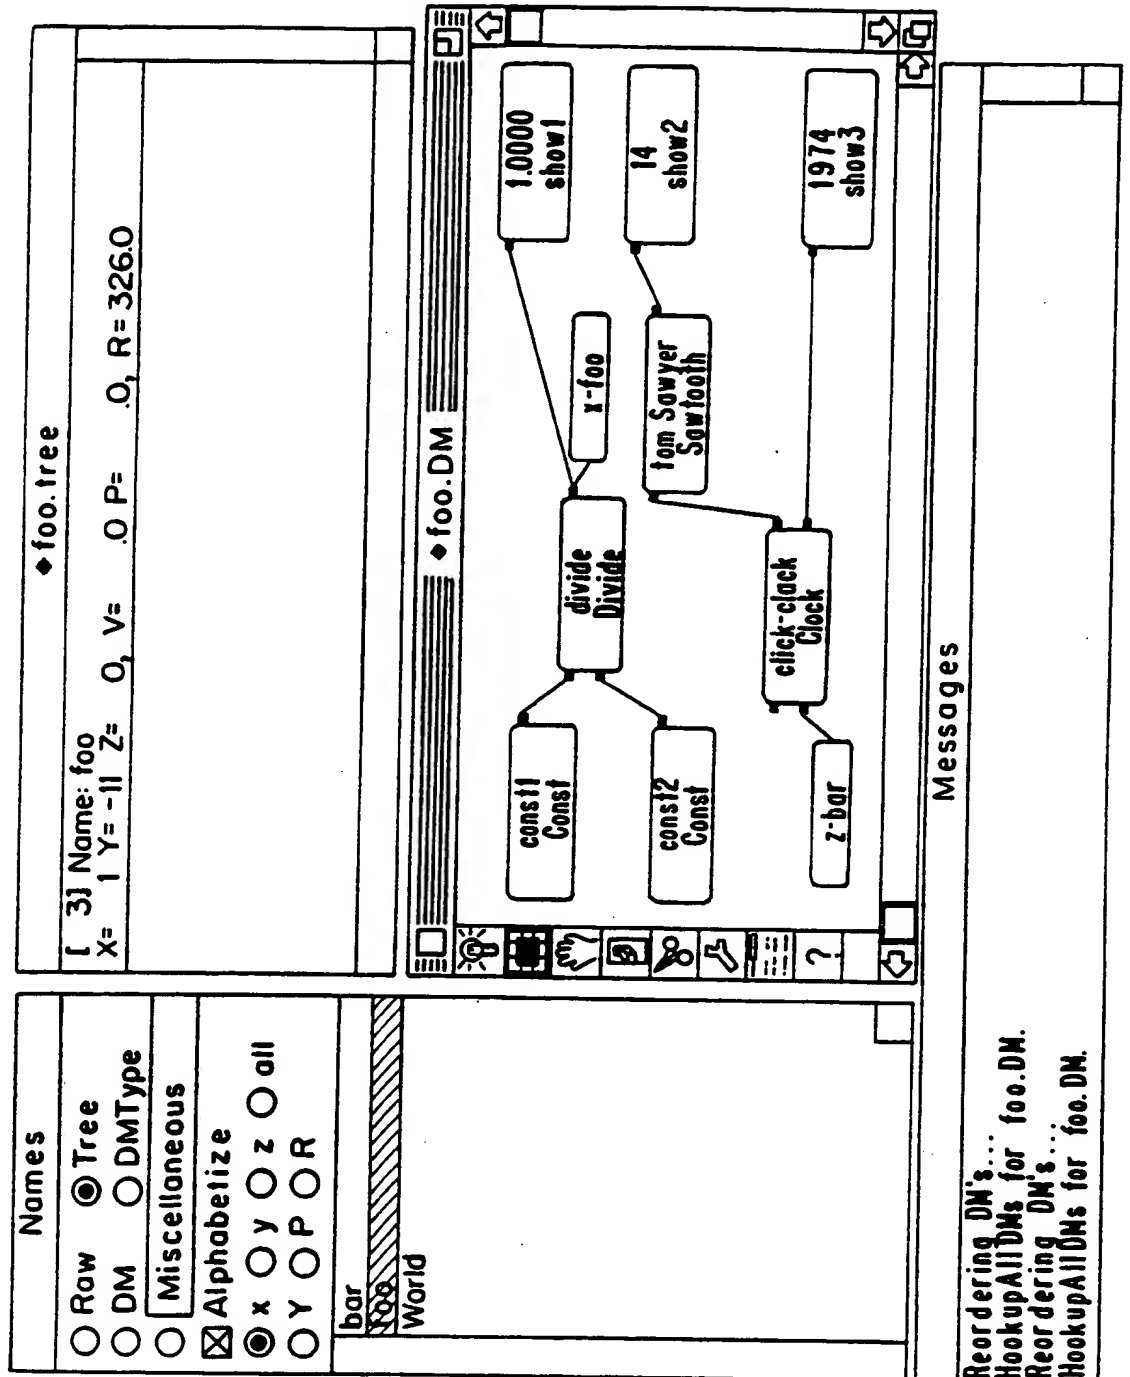 Names
Raw Tree
DM DMType
Miscellaneous
Alphabetize
x y z all
Y P R
bar
foo
World
◆foo.tree
[ 3] Name: foo
X= 1 Y= -11 Z= 0, V= .0 P= .0, R= 326.0
◆foo.DM
?
const1
Const
const2
Const
z-bar
divide
Divide
click-clack
Clock
x-foo
tom Sawyer
Sawtooth
1.0000
show1
14
show2
1974
show3
Messages
Reordering DM's...
HookupAllDMs for foo.DM.
Reordering DM's...
HookupAllDMs for foo.DM.